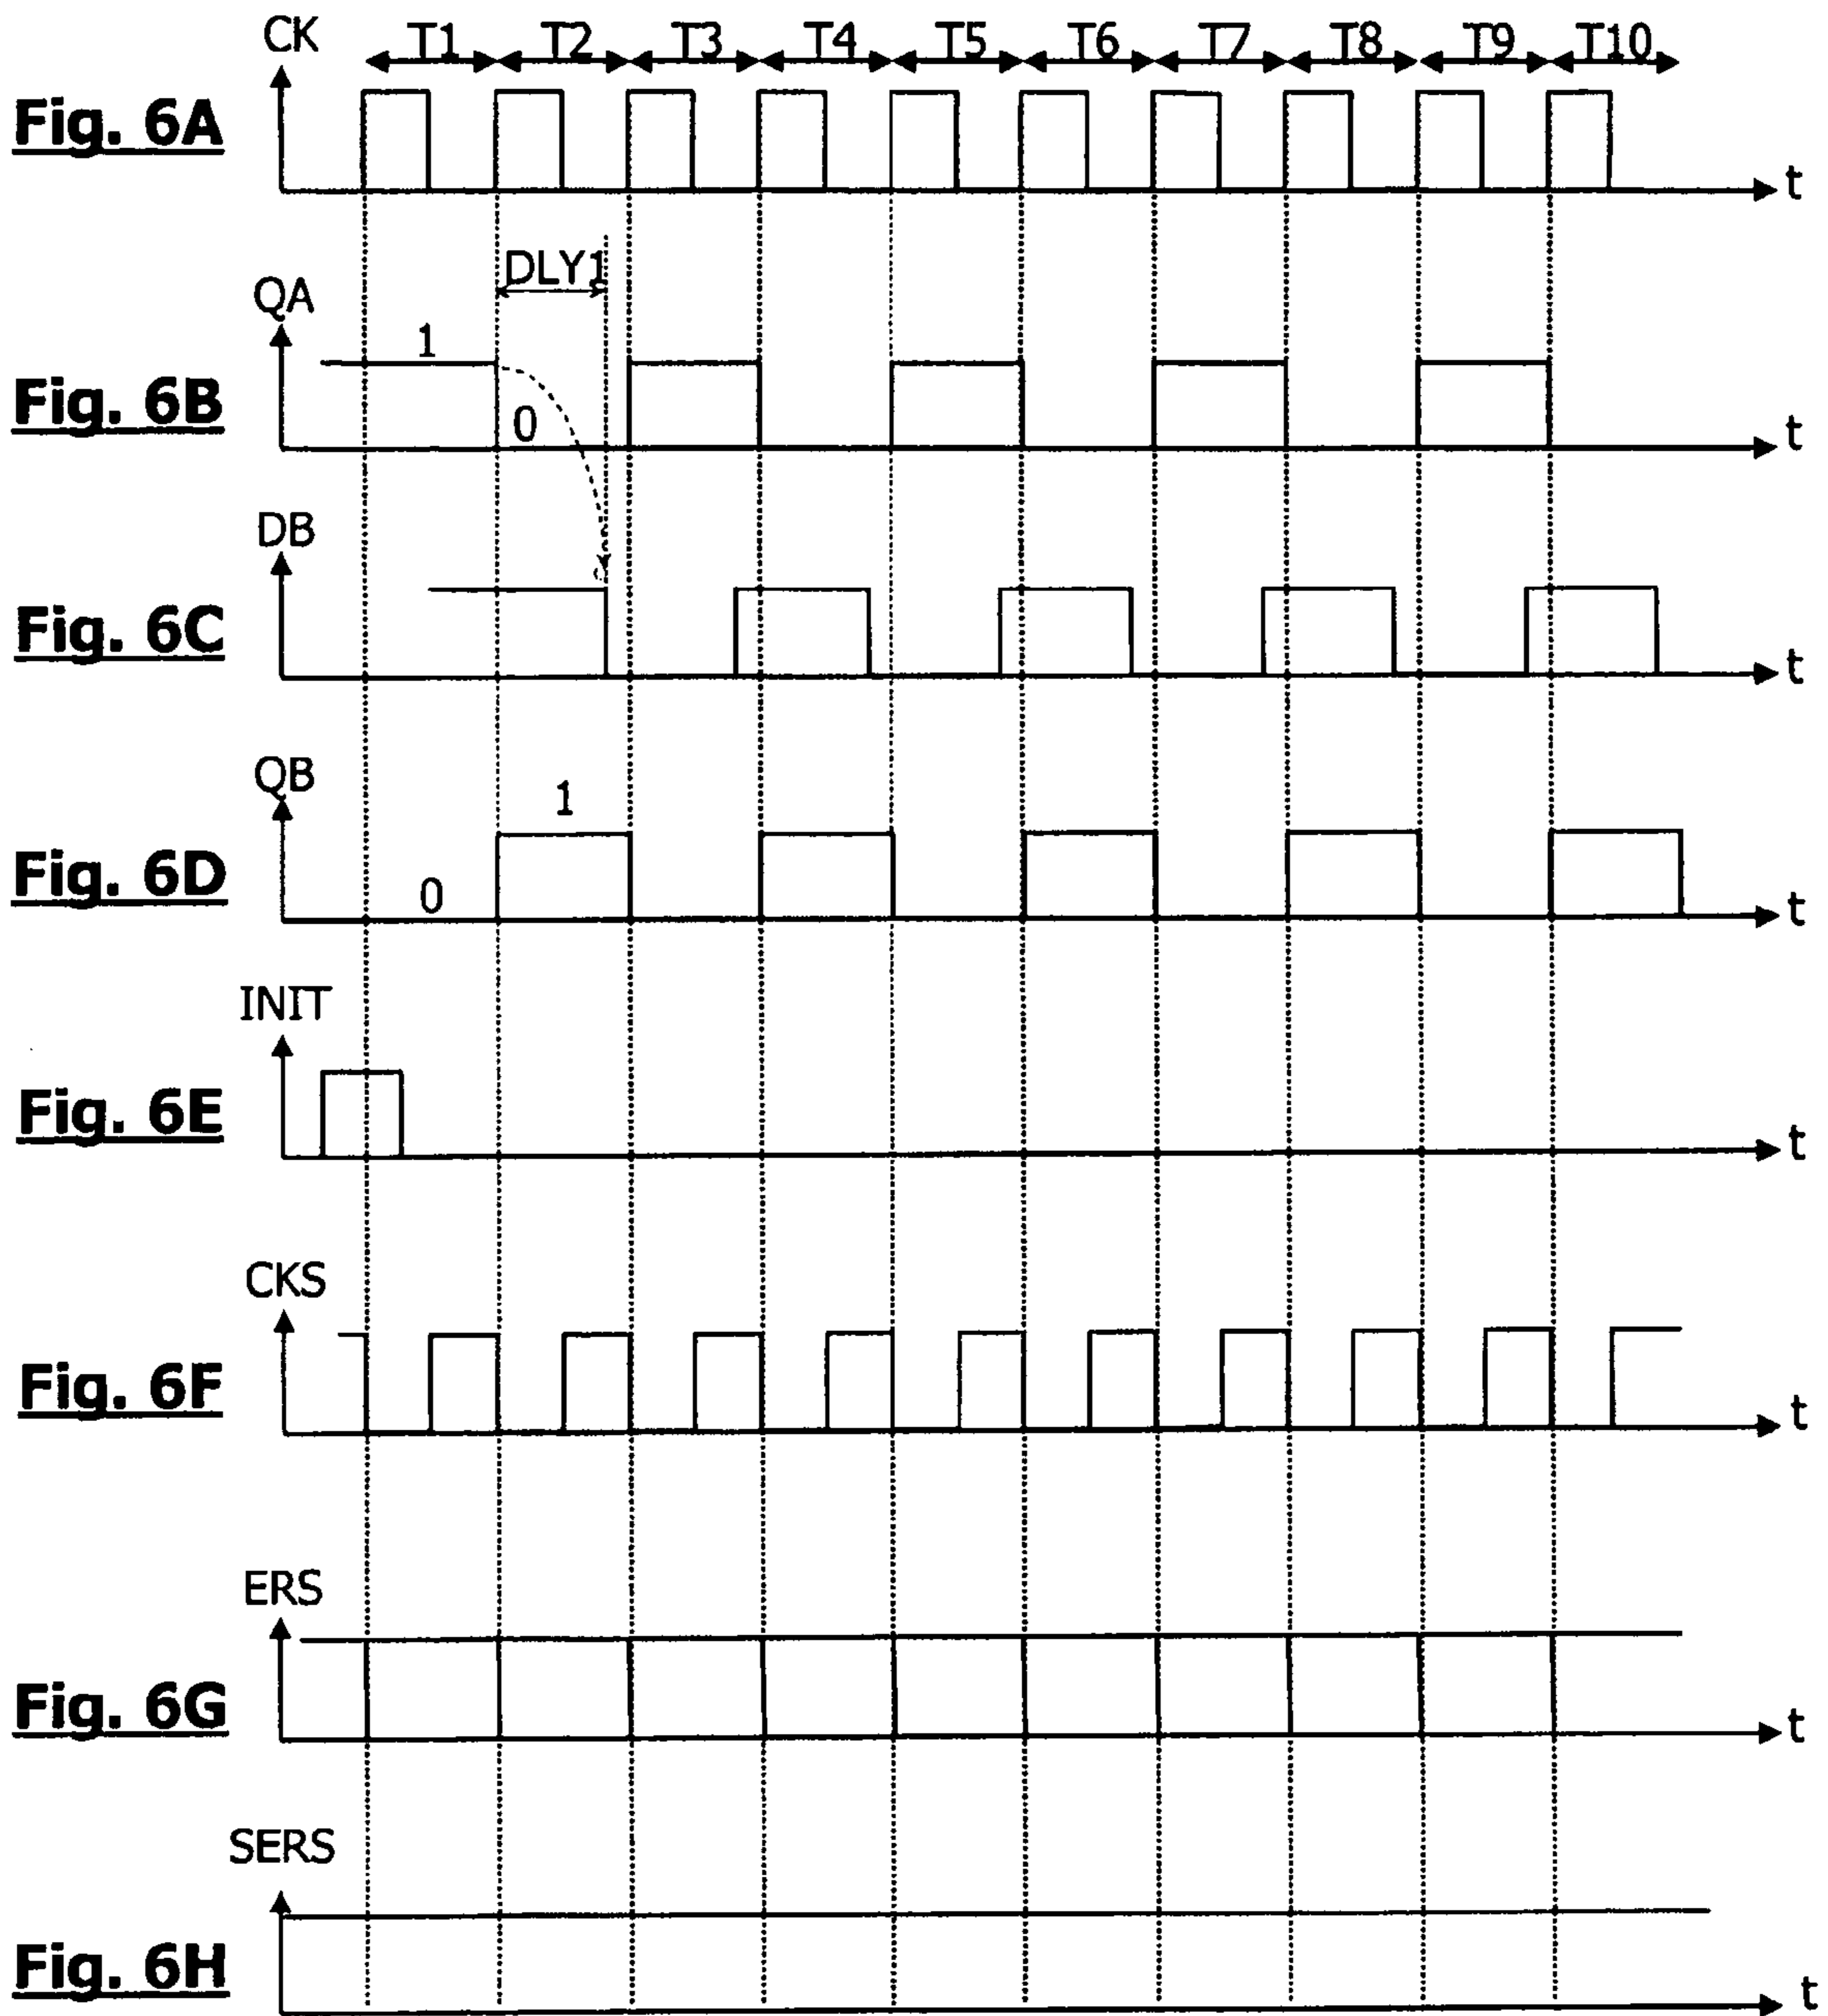 CK
T1 T2 T3 T4 T5 T6 T7 T8 T9 T10
Fig. 6A
t
DLY1
QA
1
Fig. 6B
0
t
DB
Fig. 6C
t
QB
1
Fig. 6D
0
t
INIT
Fig. 6E
t
CKS
Fig. 6F
t
ERS
Fig. 6G
t
SERS
Fig. 6H
t